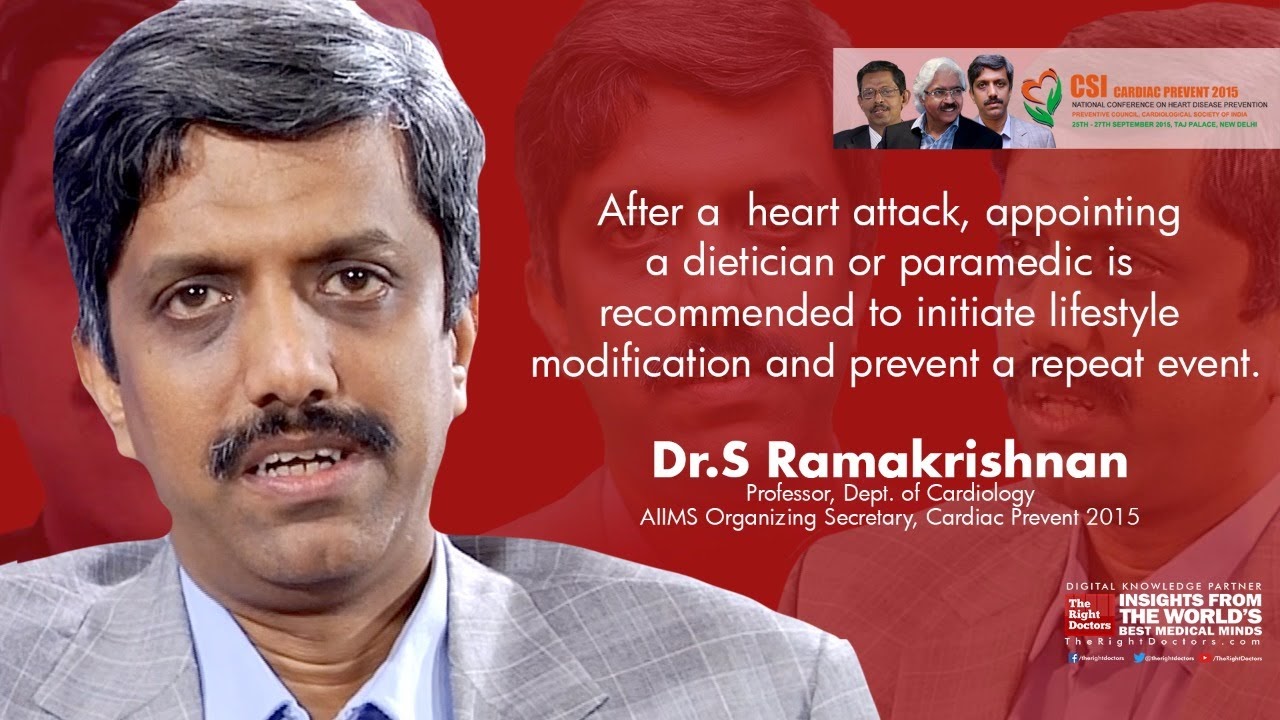 CSI CARDIAC PREVENT 2015
NATIONAL CONFERENCE ON HEART DISEASE PREVENTION
PREVENTIVE COUNCIL, CARDIOLOGICAL SOCIETY OF INDIA
25TH - 27TH SEPTEMBER 2015, TAJ PALACE, NEW DELHI
After a heart attack, appointing
a dietician or paramedic is
recommended to initiate lifestyle
modification and prevent a repeat event.
Dr.S Ramakrishnan
Professor, Dept. of Cardiology
AIIMS Organizing Secretary, Cardiac Prevent 2015
DIGITAL KNOWLEDGE PARTNER
The Right Doctors
INSIGHTS FROM
THE WORLD'S
BEST MEDICAL MINDS
TheRightDoctors.com
/therightdoctors @therightdoctors /TheRightDoctors